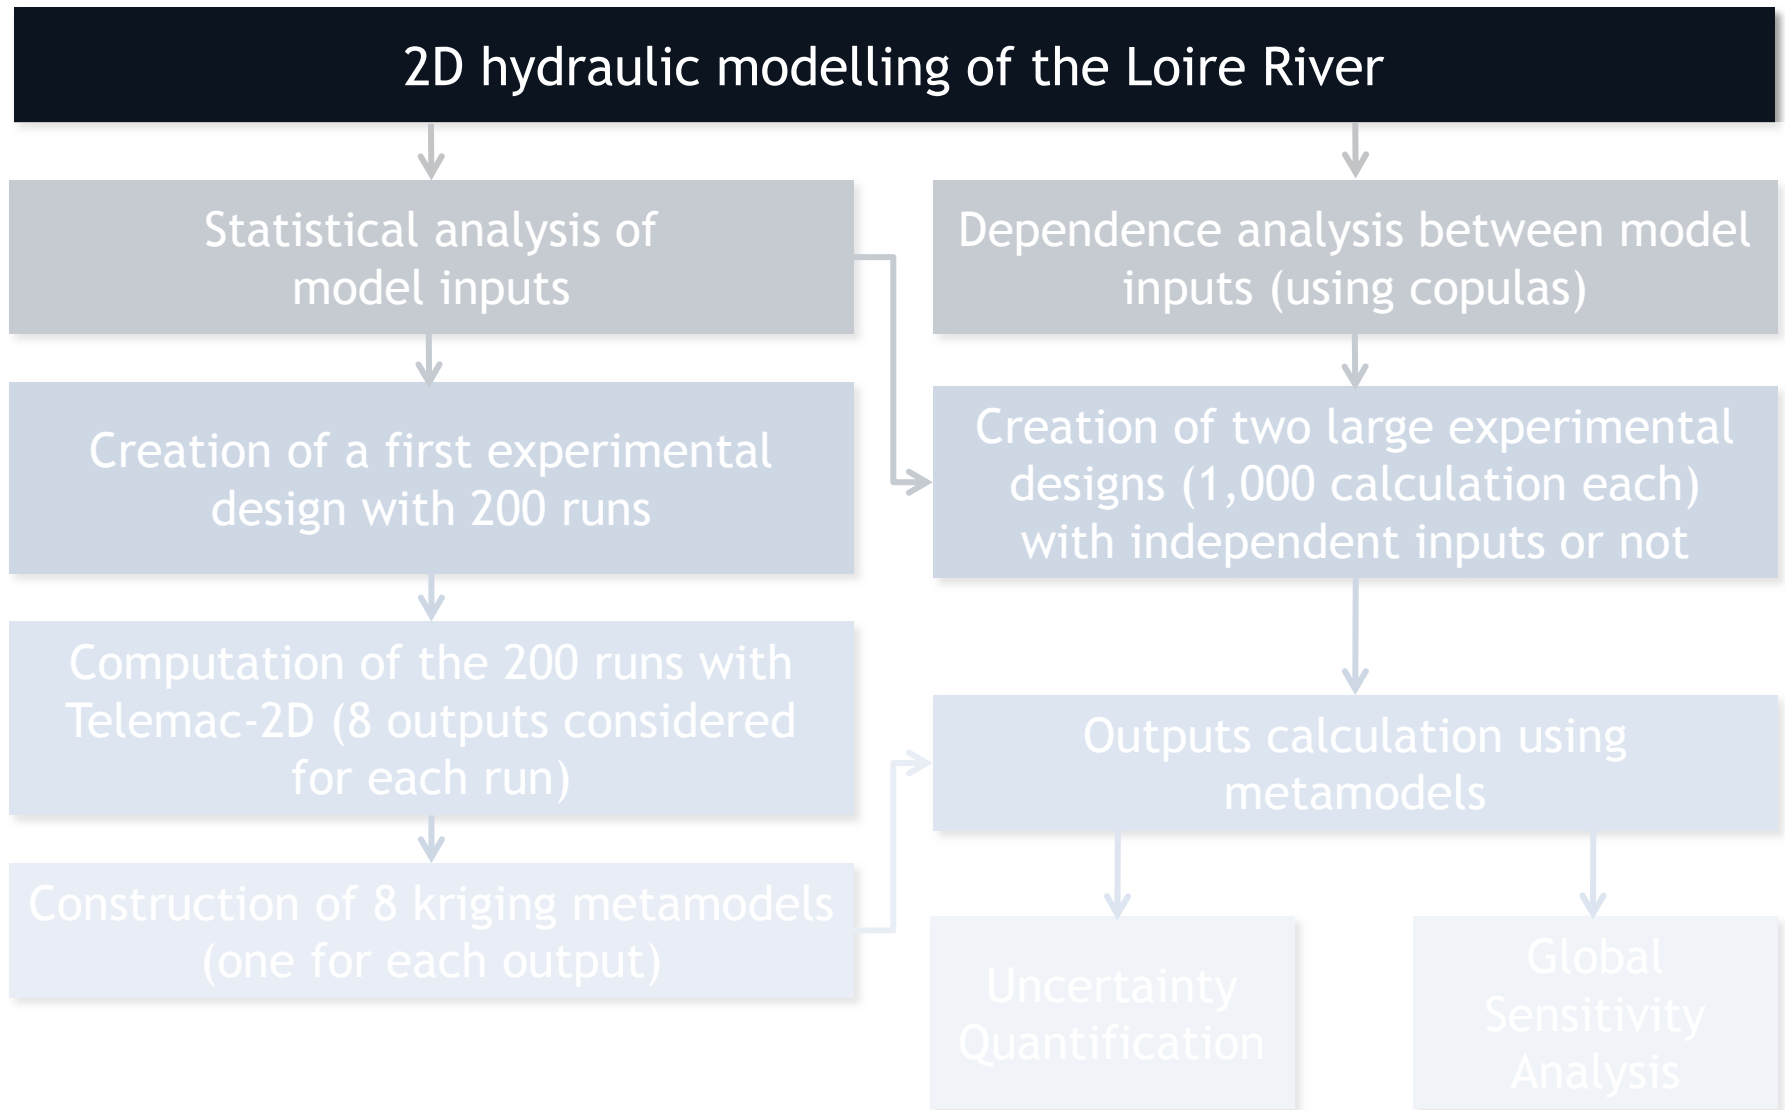 2D hydraulic modelling of the Loire River
Statistical analysis of
model inputs
Dependence analysis between model
inputs (using copulas)
Creation of a first experimental
design with 200 runs
Creation of two large experimental
designs (1,000 calculation each)
with independent inputs or not
Computation of the 200 runs with
Telemac-2D (8 outputs considered
for each run)
Outputs calculation using
metamodels
Construction of 8 kriging metamodels
(one for each output)
Uncertainty
Quantification
Global
Sensitivity
Analysis